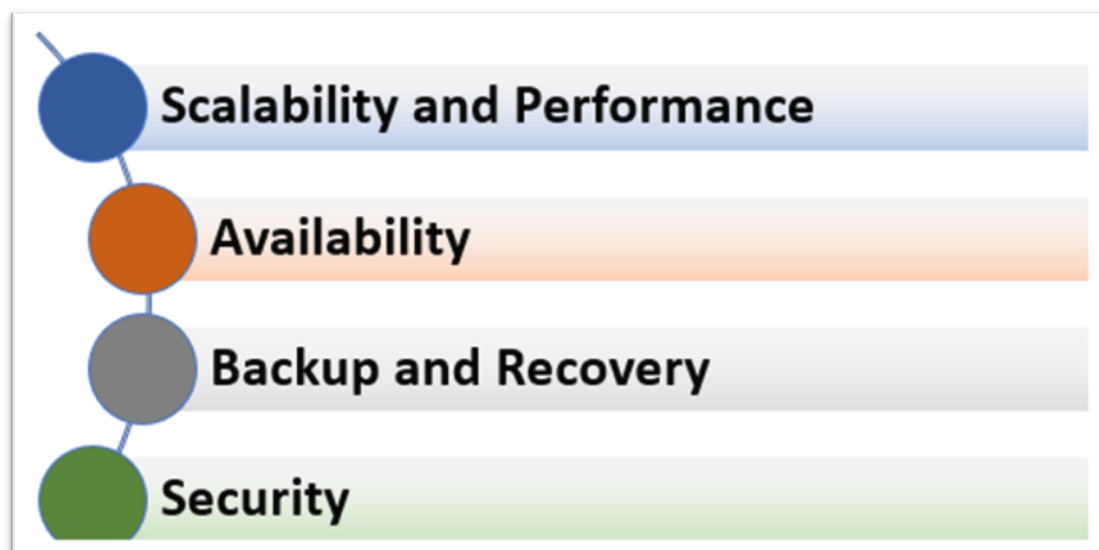 Scalability and Performance
Availability
Backup and Recovery
Security